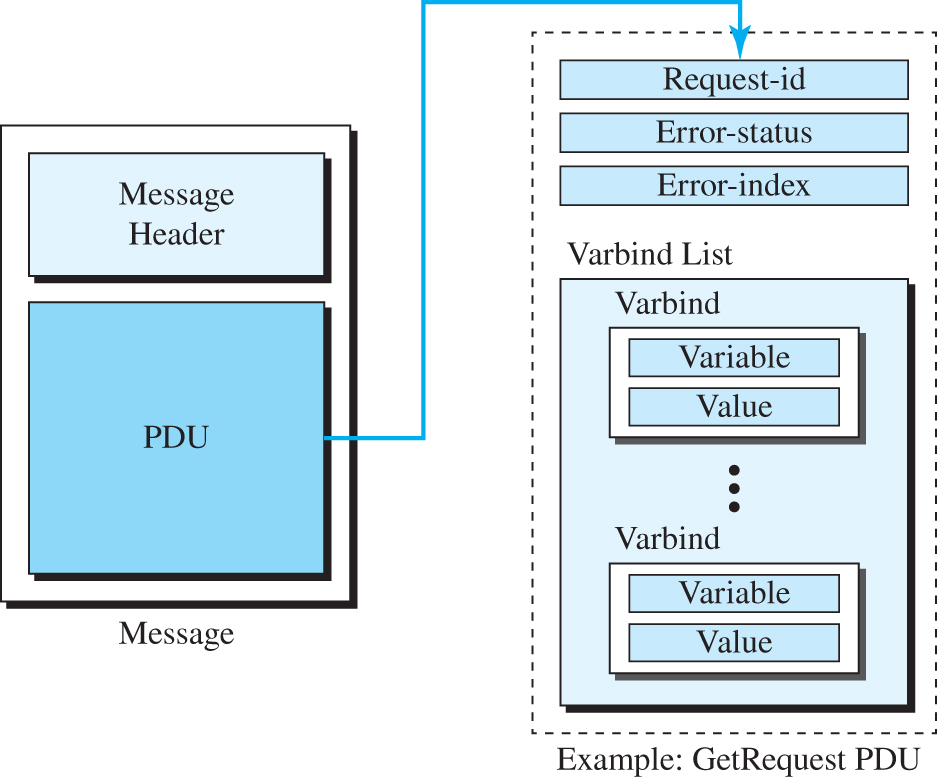 Message
Header
PDU
Message
Request-id
Error-status
Error-index
Varbind List
Varbind
Variable
Value
Varbind
Variable
Value
Example: GetRequest PDU